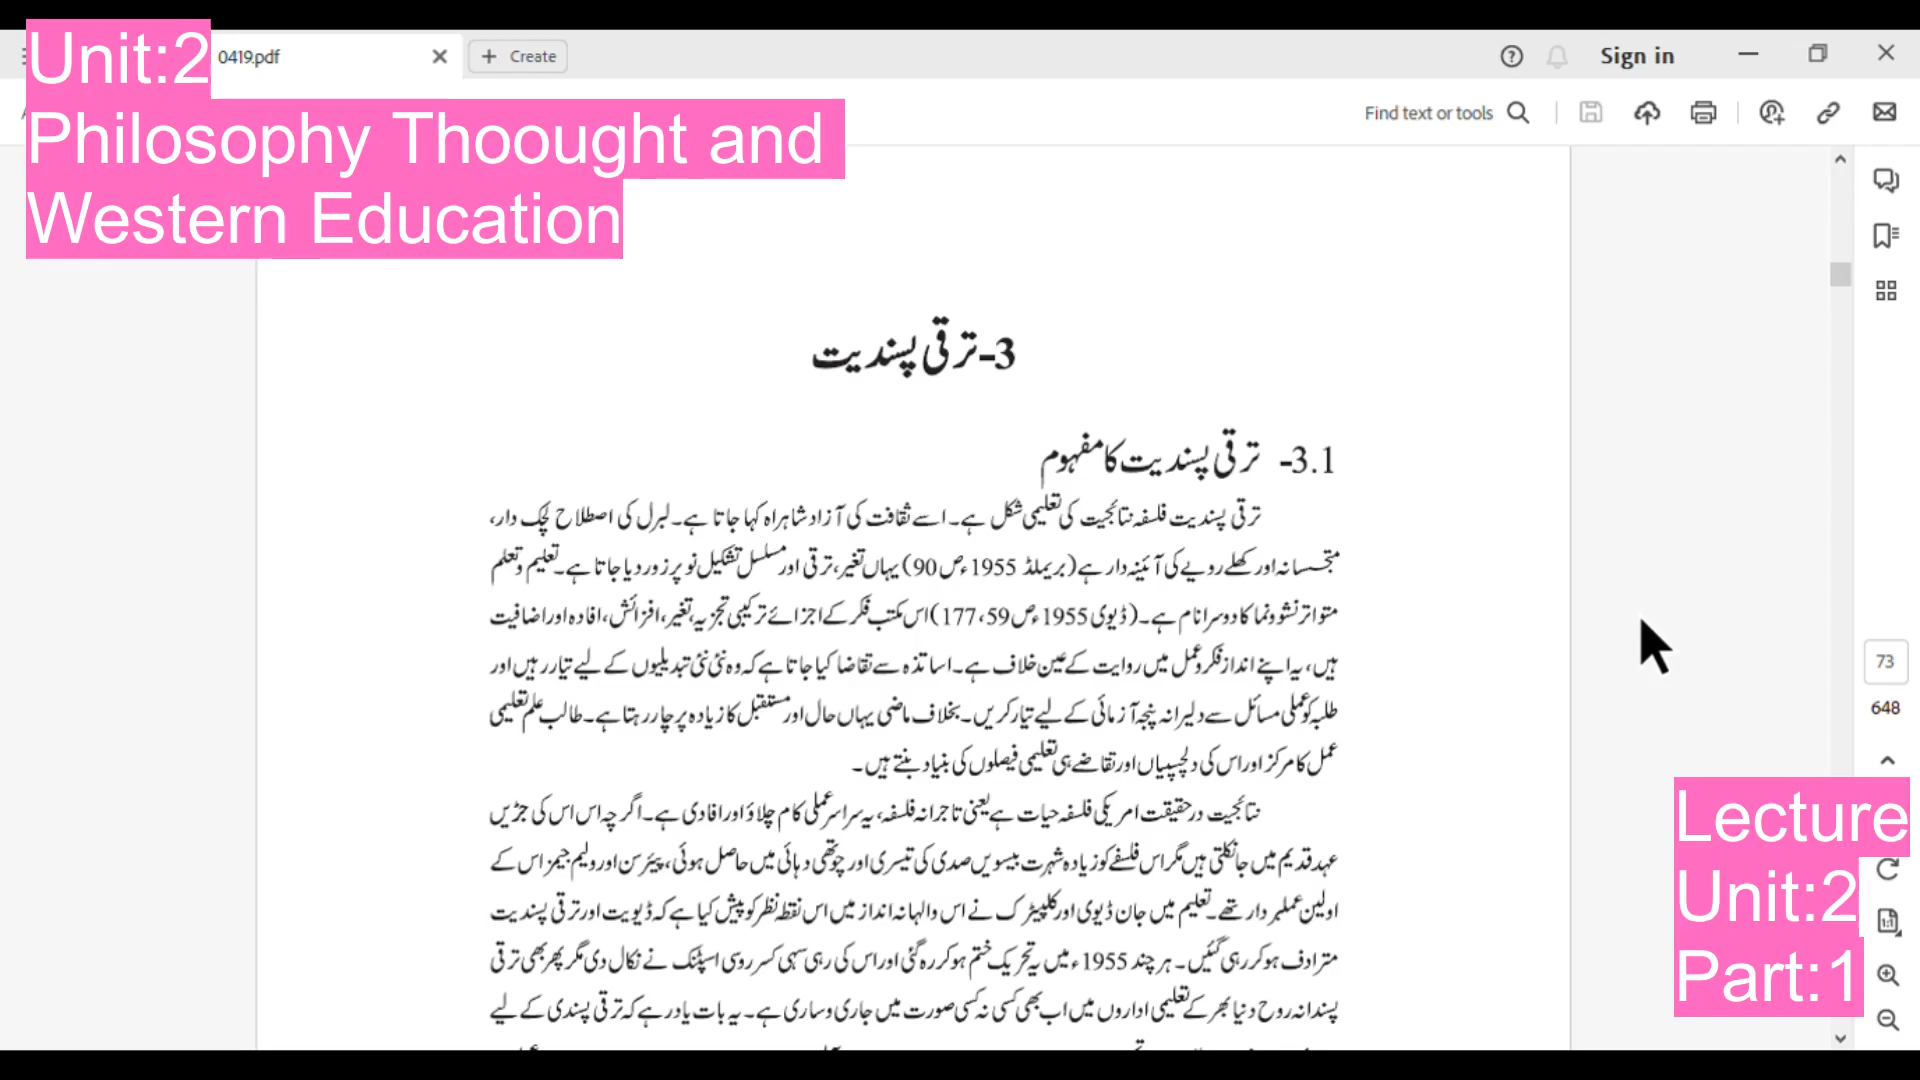 Unit:2
Philosophy Thoought and
Western Education
0419.pdf
Create
Sign in
Find text or tools
3-ترقی پسندیت
3.1- ترقی پسندیت کا مفہوم
ترقی پسندیت فلسفہ نتائجیت کی تعلیمی شکل ہے۔ اسے ثقافت کی آزاد شاہراہ کہا جاتا ہے۔ لبرل کی اصطلاح لچک دار،
متجسسانہ اور کھلے رویے کی آئینہ دار ہے (بریملڈ 1955ء ص 90) یہاں تغیر، ترقی اور مسلسل تشکیل نو پر زور دیا جاتا ہے۔ تعلیم و تعلم
متواتر نشوونما کا دوسرا نام ہے۔ (ڈیوی 1955ء ص 59، 177) اس مکتب فکر کے اجزائے ترکیبی تجزیہ، تغیر، افزائش، افادہ اور اضافیت
ہیں، یہ اپنے انداز فکر و عمل میں روایت کے عین خلاف ہے۔ اساتذہ سے تقاضا کیا جاتا ہے کہ وہ نئی نئی تبدیلیوں کے لیے تیار رہیں اور
طلبہ کو عملی مسائل سے دلیرانہ پنجہ آزمائی کے لیے تیار کریں۔ بخلاف ماضی یہاں حال اور مستقبل کا زیادہ پرچار رہتا ہے۔ طالب علم تعلیمی
عمل کا مرکز اور اس کی دلچسپیاں اور تقاضے ہی تعلیمی فیصلوں کی بنیاد بنتے ہیں۔
نتائجیت درحقیقت امریکی فلسفہ حیات ہے یعنی تاجرانہ فلسفہ، یہ سراسر عملی کام چلاؤ اور افادی ہے۔ اگرچہ اس اس کی جڑیں
عہد قدیم میں جا نکلتی ہیں مگر اس فلسفے کو زیادہ شہرت بیسویں صدی کی تیسری اور چوتھی دہائی میں حاصل ہوئی، پیئرسن اور ولیم جیمز اس کے
اولین عملبردار تھے۔ تعلیم میں جان ڈیوی اور کلپیٹرک نے اس والہانہ انداز میں اس نقطہ نظر کو پیش کیا ہے کہ ڈیویت اور ترقی پسندیت
مترادف ہو کر رہی گئیں۔ ہر چند 1955ء میں یہ تحریک ختم ہو کر رہ گئی اور اس کی رہی سہی کسر روسی اسپٹنک نے نکال دی مگر پھر بھی ترقی
پسندانہ روح دنیا بھر کے تعلیمی اداروں میں اب بھی کسی نہ کسی صورت میں جاری و ساری ہے۔ یہ بات یاد رہے کہ ترقی پسندی کے لیے
73
648
Lecture
Unit:2
Part:1